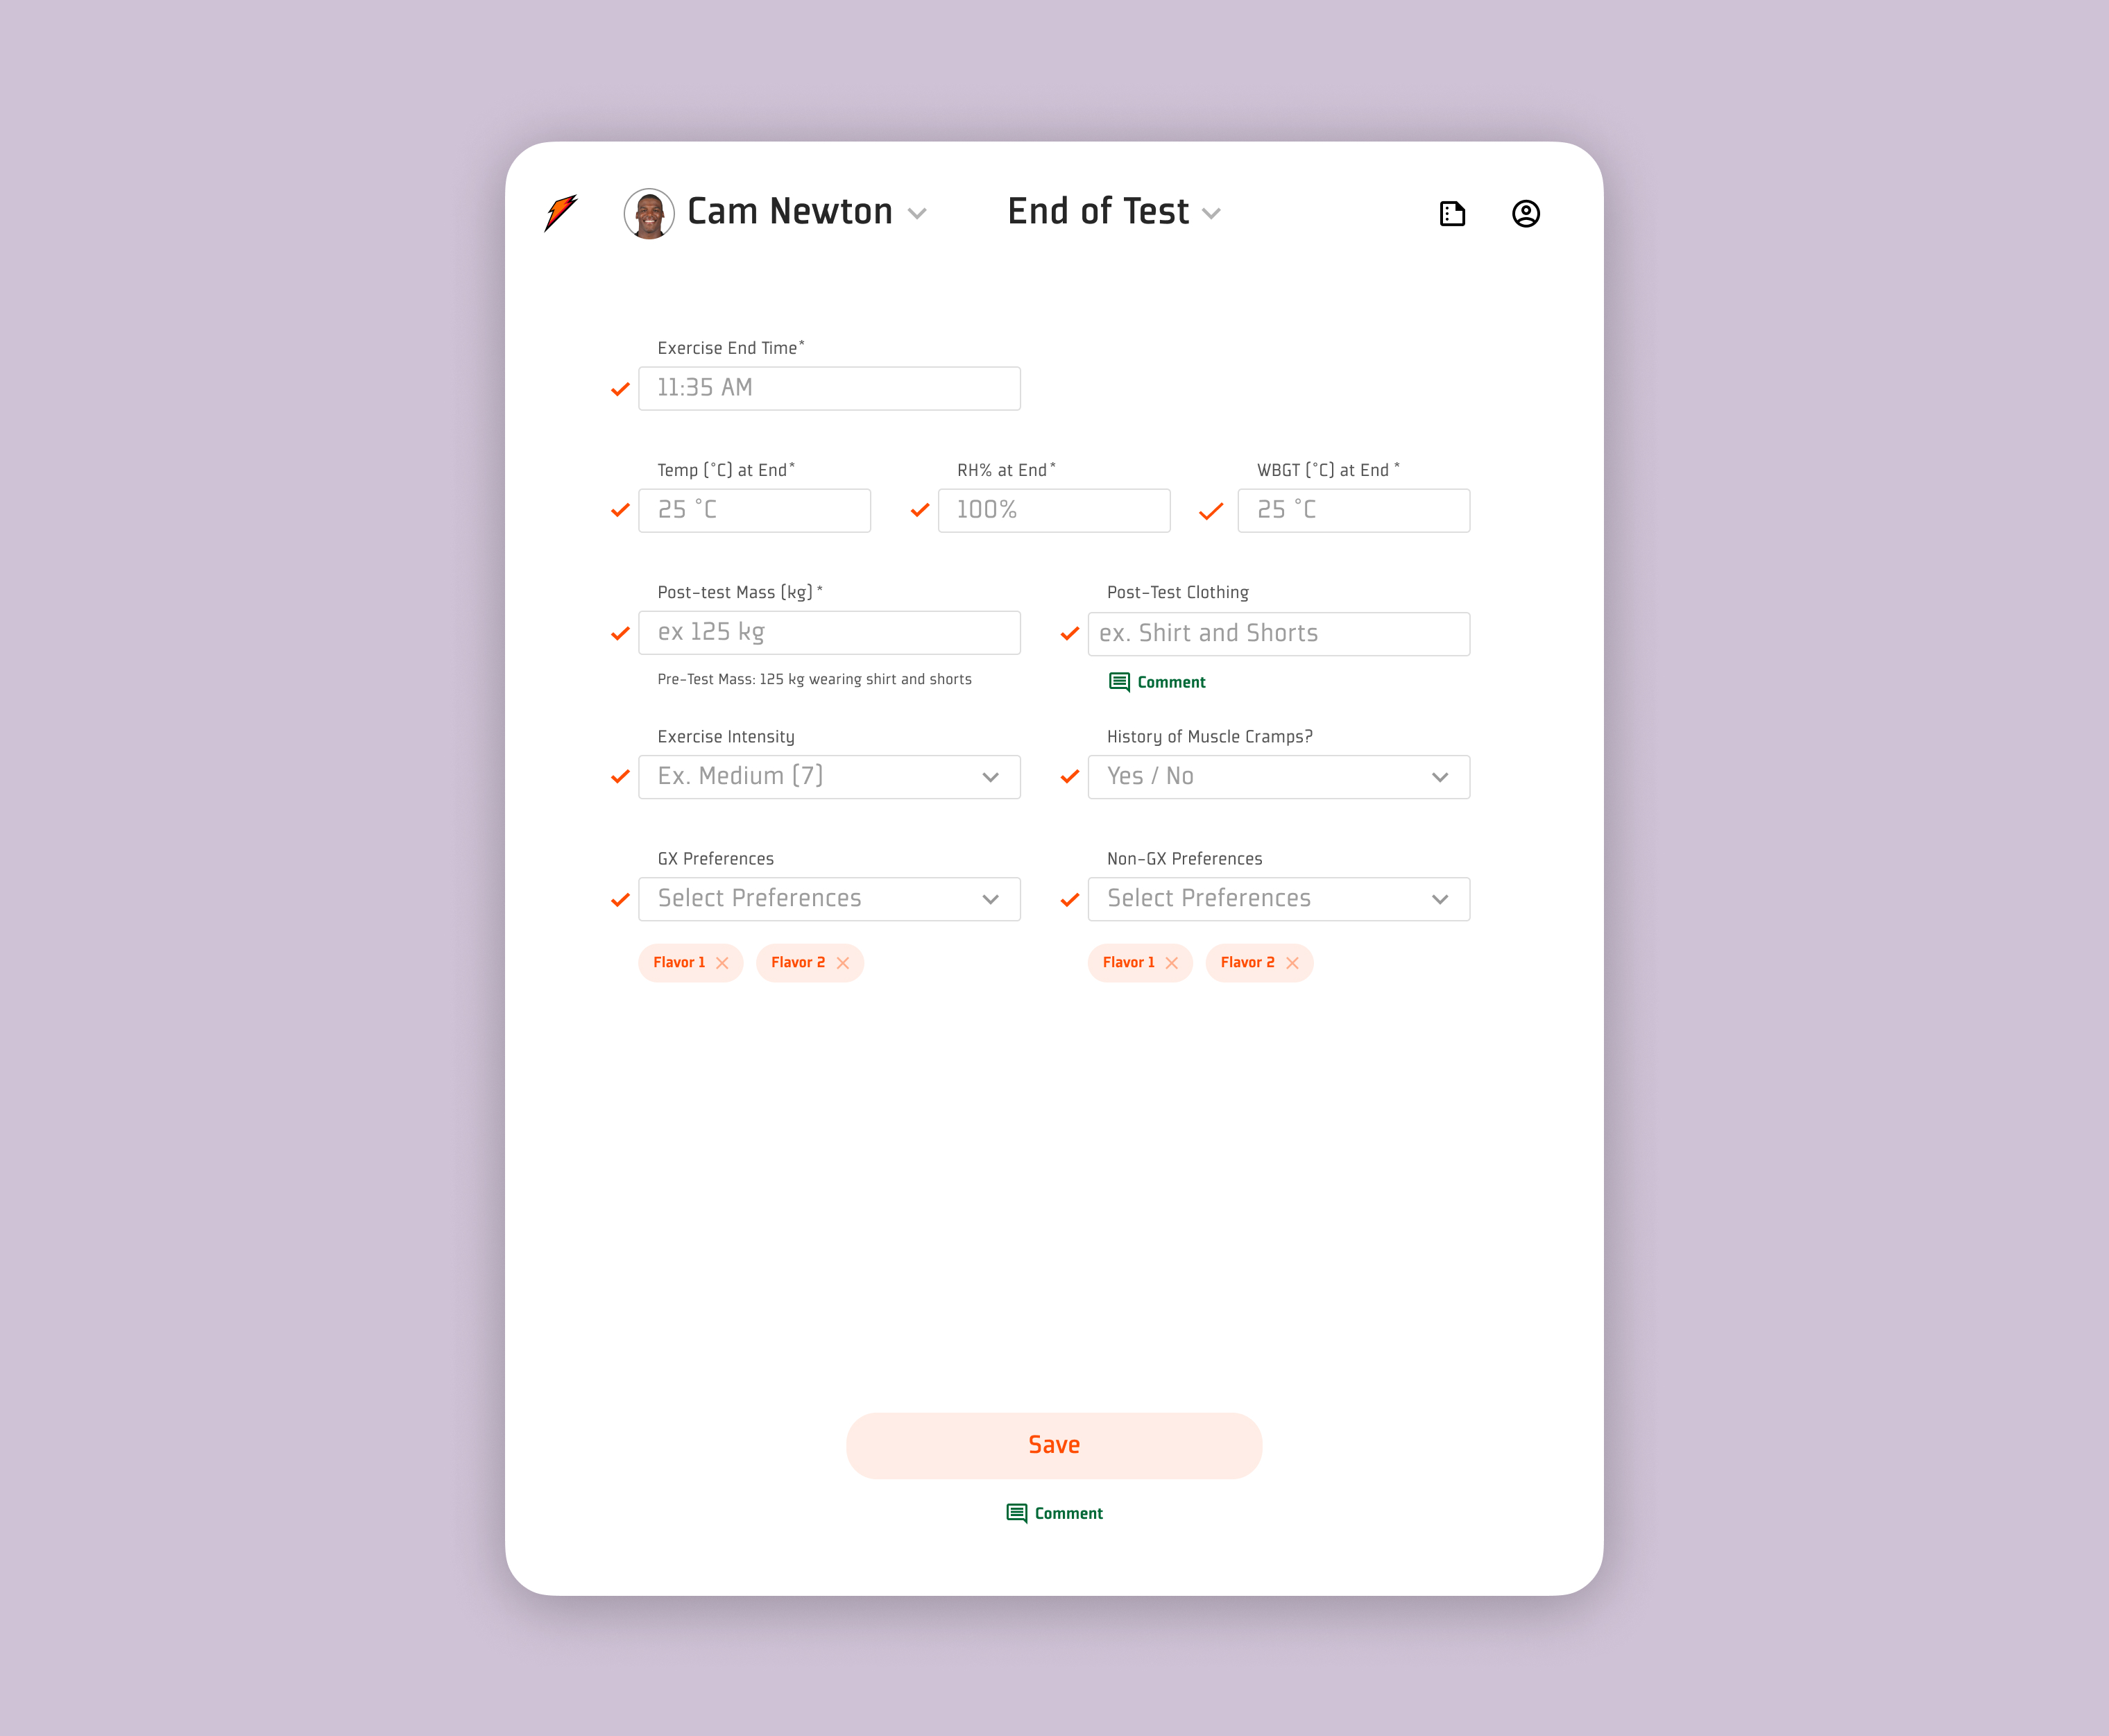 Cam Newton
End of Test
Exercise End Time*
11:35 AM
Temp (°C) at End*
RH% at End*
WBGT (°C) at End *
25 °C
100%
25 °C
Post-test Mass (kg) *
Post-Test Clothing
ex 125 kg
ex. Shirt and Shorts
Pre-Test Mass: 125 kg wearing shirt and shorts
Comment
Exercise Intensity
History of Muscle Cramps?
Ex. Medium (7)
Yes / No
GX Preferences
Non-GX Preferences
Select Preferences
Select Preferences
Flavor 1
Flavor 2
Flavor 1
Flavor 2
Save
Comment